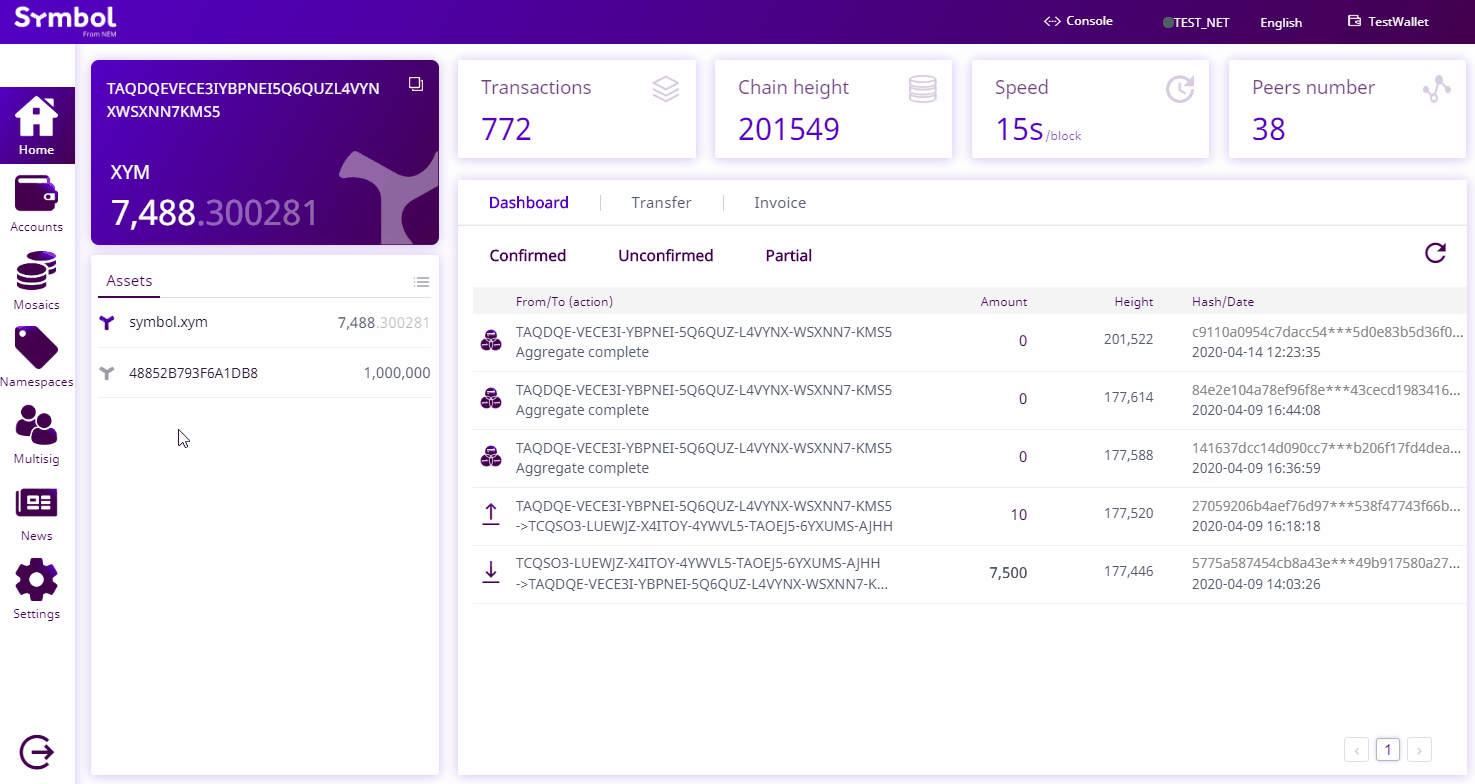 Symbol
From NEM
Console
TEST_NET
English
TestWallet
Home
Accounts
Mosaics
Namespaces
Multisig
News
Settings
TAQDQEVECE3IYBPNEI5Q6QUZL4VYN
XWSXNN7KMS5
XYM
7,488.300281
Assets
symbol.xym 7,488.300281
48852B793F6A1DB8 1,000,000
Transactions
772
Chain height
201549
Speed
15s/block
Peers number
38
Dashboard Transfer Invoice
Confirmed Unconfirmed Partial
From/To (action) Amount Height Hash/Date
TAQDQE-VECE3I-YBPNEI-5Q6QUZ-L4VYNX-WSXNN7-KMS5 0 201,522 c9110a0954c7dacc54***5d0e83b5d36f0...
Aggregate complete 2020-04-14 12:23:35
TAQDQE-VECE3I-YBPNEI-5Q6QUZ-L4VYNX-WSXNN7-KMS5 0 177,614 84e2e104a78ef96f8e***43cecd1983416...
Aggregate complete 2020-04-09 16:44:08
TAQDQE-VECE3I-YBPNEI-5Q6QUZ-L4VYNX-WSXNN7-KMS5 0 177,588 141637dcc14d090cc7***b206f17fd4dea...
Aggregate complete 2020-04-09 16:36:59
TAQDQE-VECE3I-YBPNEI-5Q6QUZ-L4VYNX-WSXNN7-KMS5 10 177,520 27059206b4aef76d97***538f47743f66b...
->TCQSO3-LUEWJZ-X4ITOY-4YWVL5-TAOEJ5-6YXUMS-AJHH 2020-04-09 16:18:18
TCQSO3-LUEWJZ-X4ITOY-4YWVL5-TAOEJ5-6YXUMS-AJHH 7,500 177,446 5775a587454cb8a43e***49b917580a27...
->TAQDQE-VECE3I-YBPNEI-5Q6QUZ-L4VYNX-WSXNN7-K... 2020-04-09 14:03:26
1